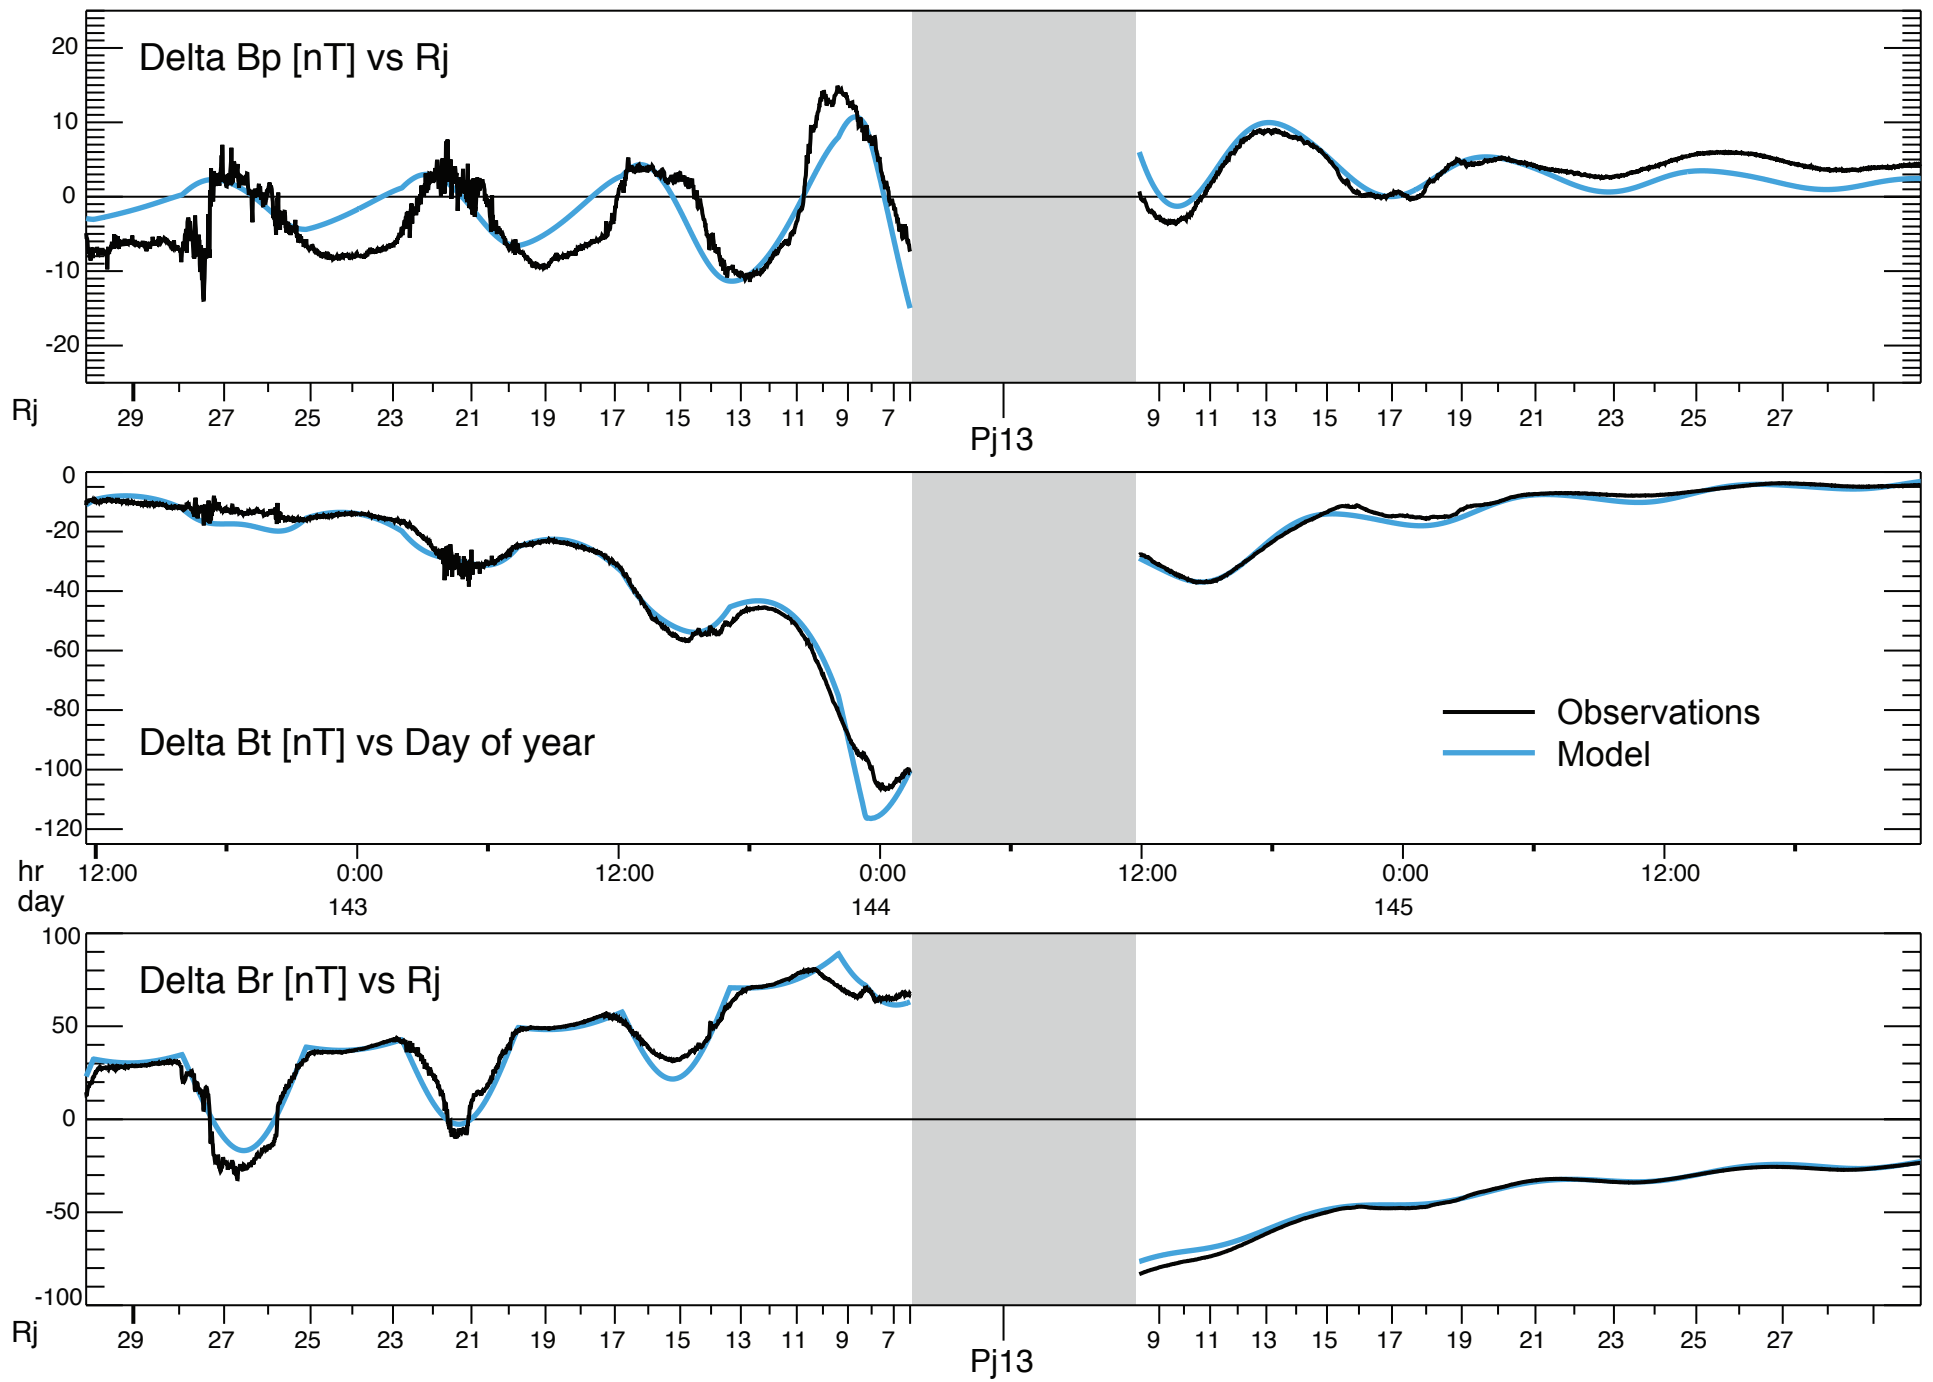 Delta Bp [nT] vs Rj
20
10
0
-10
-20
Rj 29 27 25 23 21 19 17 15 13 11 9 7 9 11 13 15 17 19 21 23 25 27
Pj13
0
-20
-40
-60
-80
-100
-120
Delta Bt [nT] vs Day of year
Observations
Model
hr 12:00 0:00 12:00 0:00 12:00 0:00 12:00
day 143 144 145
100
50
0
-50
-100
Delta Br [nT] vs Rj
Rj 29 27 25 23 21 19 17 15 13 11 9 7 9 11 13 15 17 19 21 23 25 27
Pj13